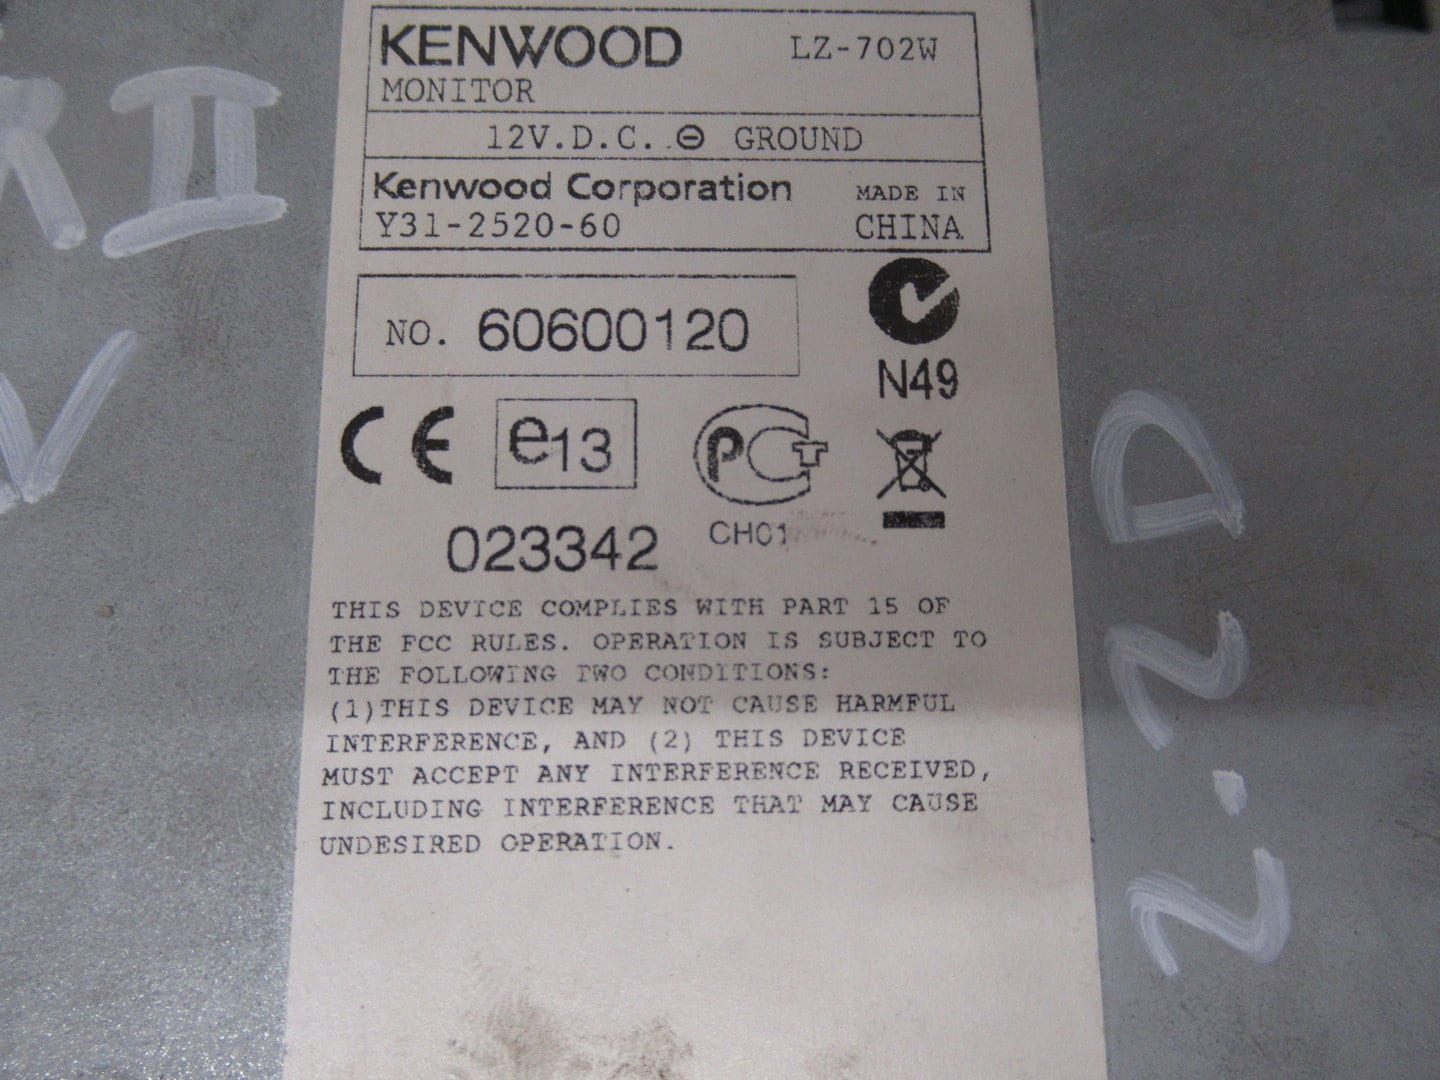 KENWOOD LZ-702W
MONITOR
12V.D.C. ⊖ GROUND
Kenwood Corporation MADE IN
Y31-2520-60 CHINA
NO. 60600120
N49
CE e13 PCT
CH01
023342
THIS DEVICE COMPLIES WITH PART 15 OF
THE FCC RULES. OPERATION IS SUBJECT TO
THE FOLLOWING TWO CONDITIONS:
(1)THIS DEVICE MAY NOT CAUSE HARMFUL
INTERFERENCE, AND (2) THIS DEVICE
MUST ACCEPT ANY INTERFERENCE RECEIVED,
INCLUDING INTERFERENCE THAT MAY CAUSE
UNDESIRED OPERATION.
II
V
2.2D